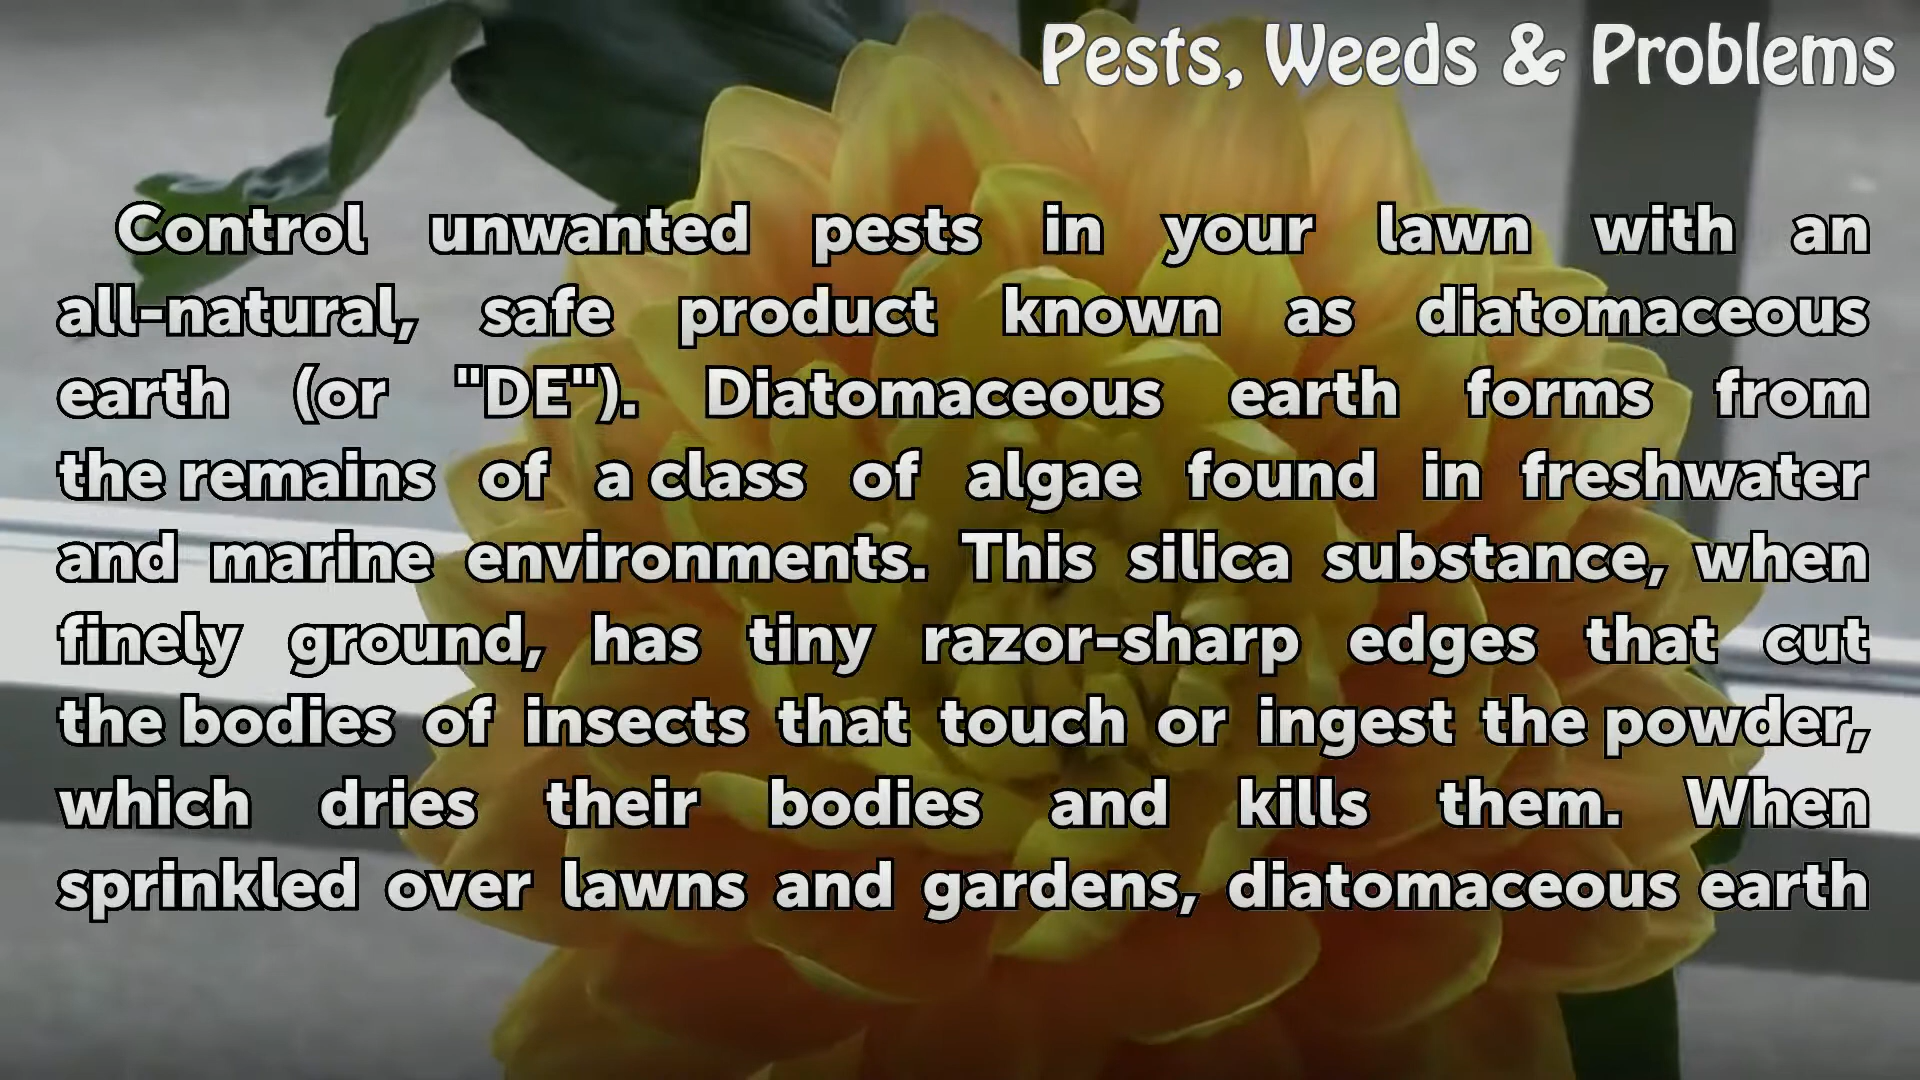 Pests, Weeds & Problems
Control unwanted pests in your lawn with an
all-natural, safe product known as diatomaceous
earth (or "DE"). Diatomaceous earth forms from
the remains of a class of algae found in freshwater
and marine environments. This silica substance, when
finely ground, has tiny razor-sharp edges that cut
the bodies of insects that touch or ingest the powder,
which dries their bodies and kills them. When
sprinkled over lawns and gardens, diatomaceous earth